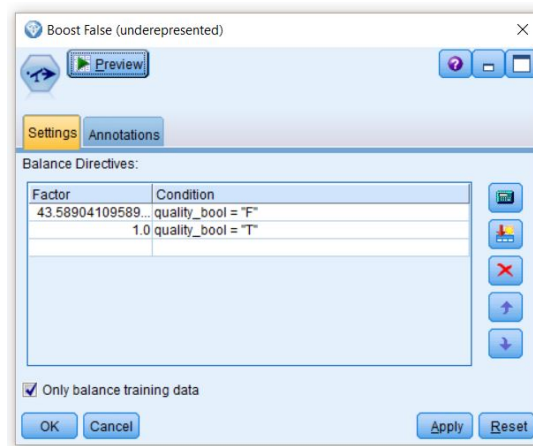 Boost False (underepresented)
Preview
Settings Annotations
Balance Directives:
Factor Condition
43.58904109589... quality_bool = "F"
1.0 quality_bool = "T"
Only balance training data
OK Cancel Apply Reset